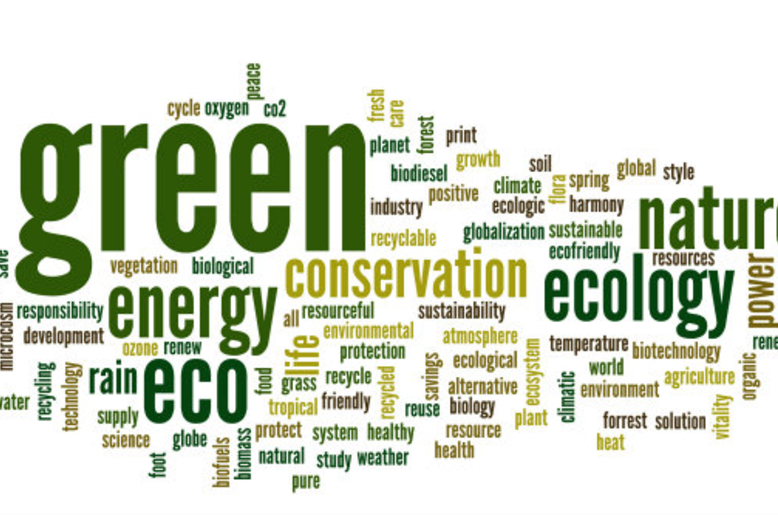 peace
cycle
oxygen
co2
fresh
care
green
planet
forest
print
growth
biodiesel
positive
industry
recyclable
soil
climate
ecologic
flora
spring
global
style
harmony
globalization
sustainable
ecofriendly
resources
save
vegetation
biological
conservation
ecology
power
microcosm
responsibility
development
energy
all
resourceful
environmental
sustainability
atmosphere
temperature
biotechnology
ozone
renew
life
protection
ecological
ecosystem
world
recycling
technology
rain
eco
food
grass
recycle
recycled
savings
alternative
climatic
environment
agriculture
organic
supply
tropical
friendly
reuse
biology
plant
forrest
solution
vitality
science
globe
protect
system
healthy
resource
heat
foot
biofuels
biomass
natural
study
weather
health
pure